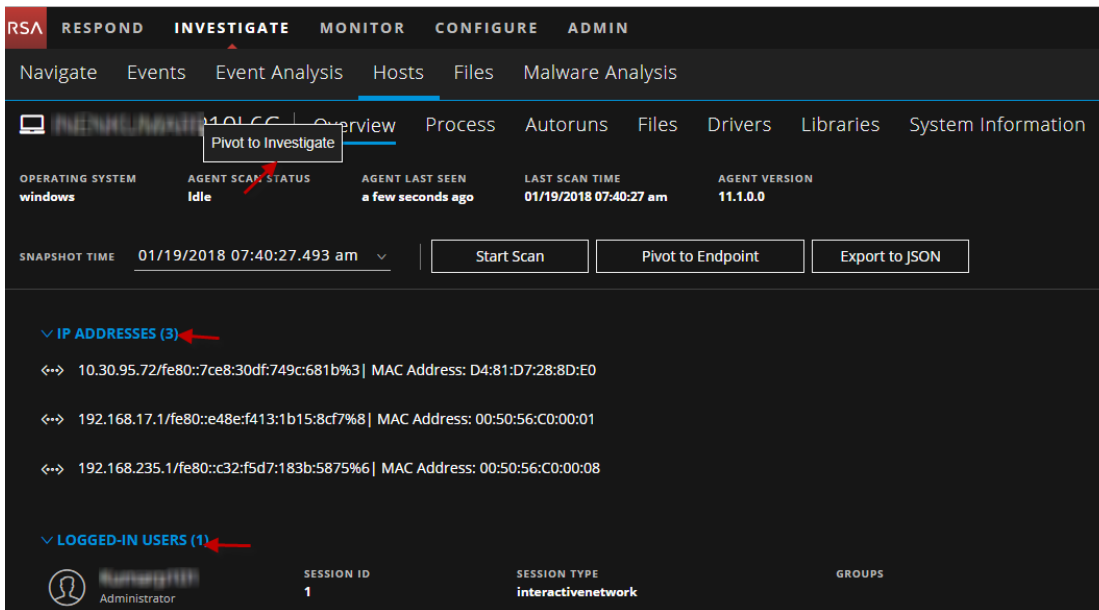 RSA RESPOND INVESTIGATE MONITOR CONFIGURE ADMIN
Navigate Events Event Analysis Hosts Files Malware Analysis
Overview Process Autoruns Files Drivers Libraries System Information
Pivot to Investigate
OPERATING SYSTEM AGENT SCAN STATUS AGENT LAST SEEN LAST SCAN TIME AGENT VERSION
windows Idle a few seconds ago 01/19/2018 07:40:27 am 11.1.0.0
SNAPSHOT TIME 01/19/2018 07:40:27.493 am Start Scan Pivot to Endpoint Export to JSON
IP ADDRESSES (3)
10.30.95.72/fe80::7ce8:30df:749c:681b%3| MAC Address: D4:81:D7:28:8D:E0
192.168.17.1/fe80::e48e:f413:1b15:8cf7%8| MAC Address: 00:50:56:C0:00:01
192.168.235.1/fe80::c32:f5d7:183b:5875%6| MAC Address: 00:50:56:C0:00:08
LOGGED-IN USERS (1)
SESSION ID SESSION TYPE GROUPS
Administrator 1 interactivenetwork